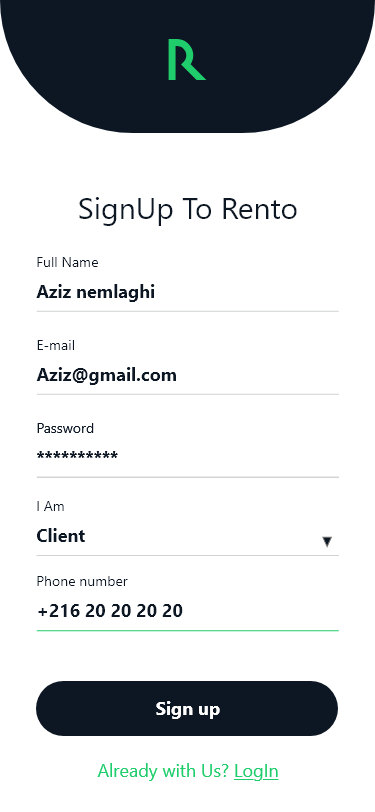 R
SignUp To Rento
Full Name
Aziz nemlaghi
E-mail
Aziz@gmail.com
Password
**********
I Am
Client
Phone number
+216 20 20 20 20
Sign up
Already with Us? LogIn